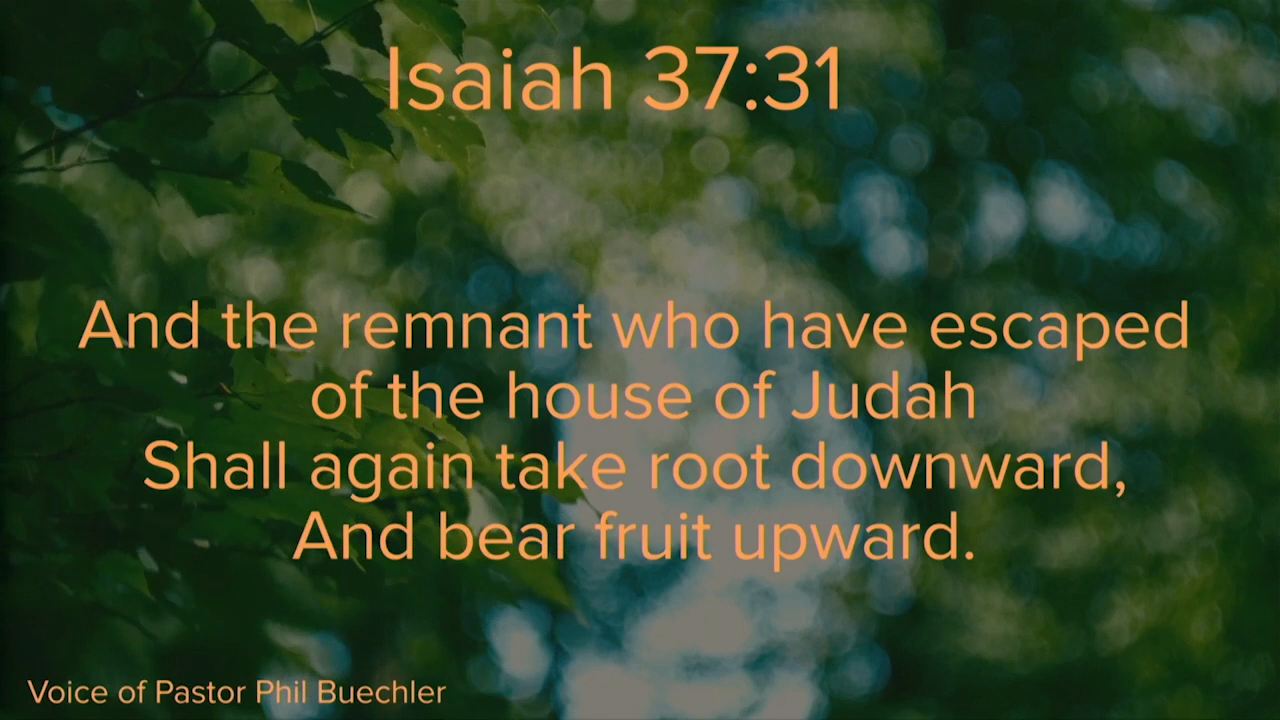 Isaiah 37:31
And the remnant who have escaped
of the house of Judah
Shall again take root downward,
And bear fruit upward.
Voice of Pastor Phil Buechler